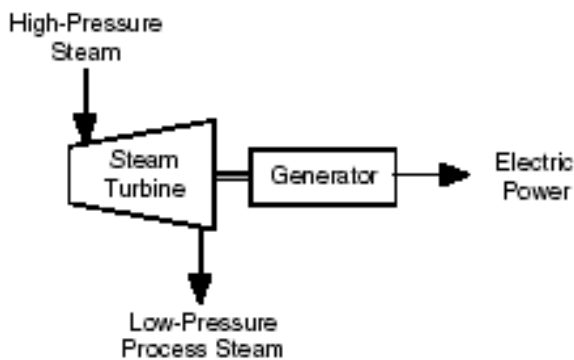 High-Pressure
Steam
Steam
Turbine
Generator
Electric
Power
Low-Pressure
Process Steam